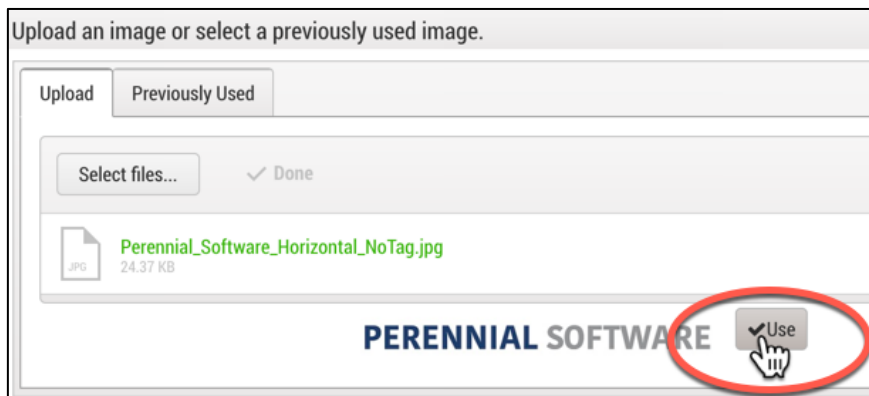 Upload an image or select a previously used image.
Upload Previously Used
Select files... Done
JPG
Perennial_Software_Horizontal_NoTag.jpg
24.37 KB
PERENNIAL SOFTWARE Use